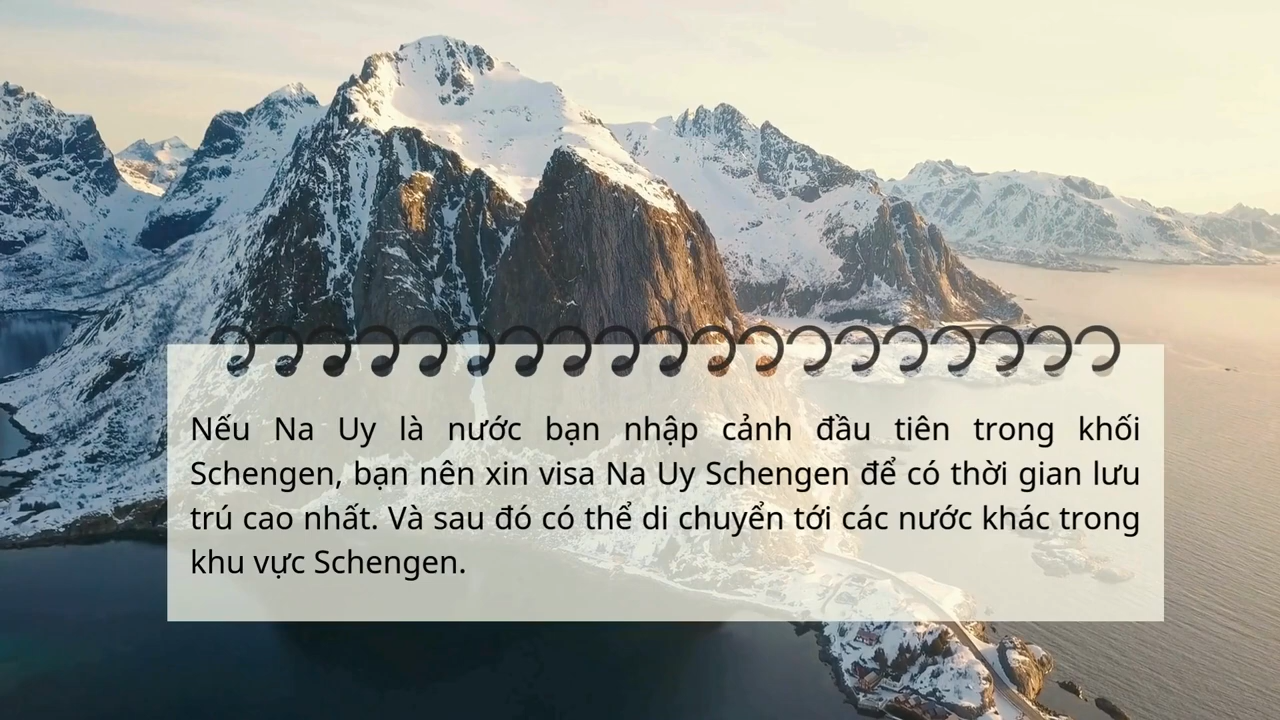 Nếu Na Uy là nước bạn nhập cảnh đầu tiên trong khối
Schengen, bạn nên xin visa Na Uy Schengen để có thời gian lưu
trú cao nhất. Và sau đó có thể di chuyển tới các nước khác trong
khu vực Schengen.